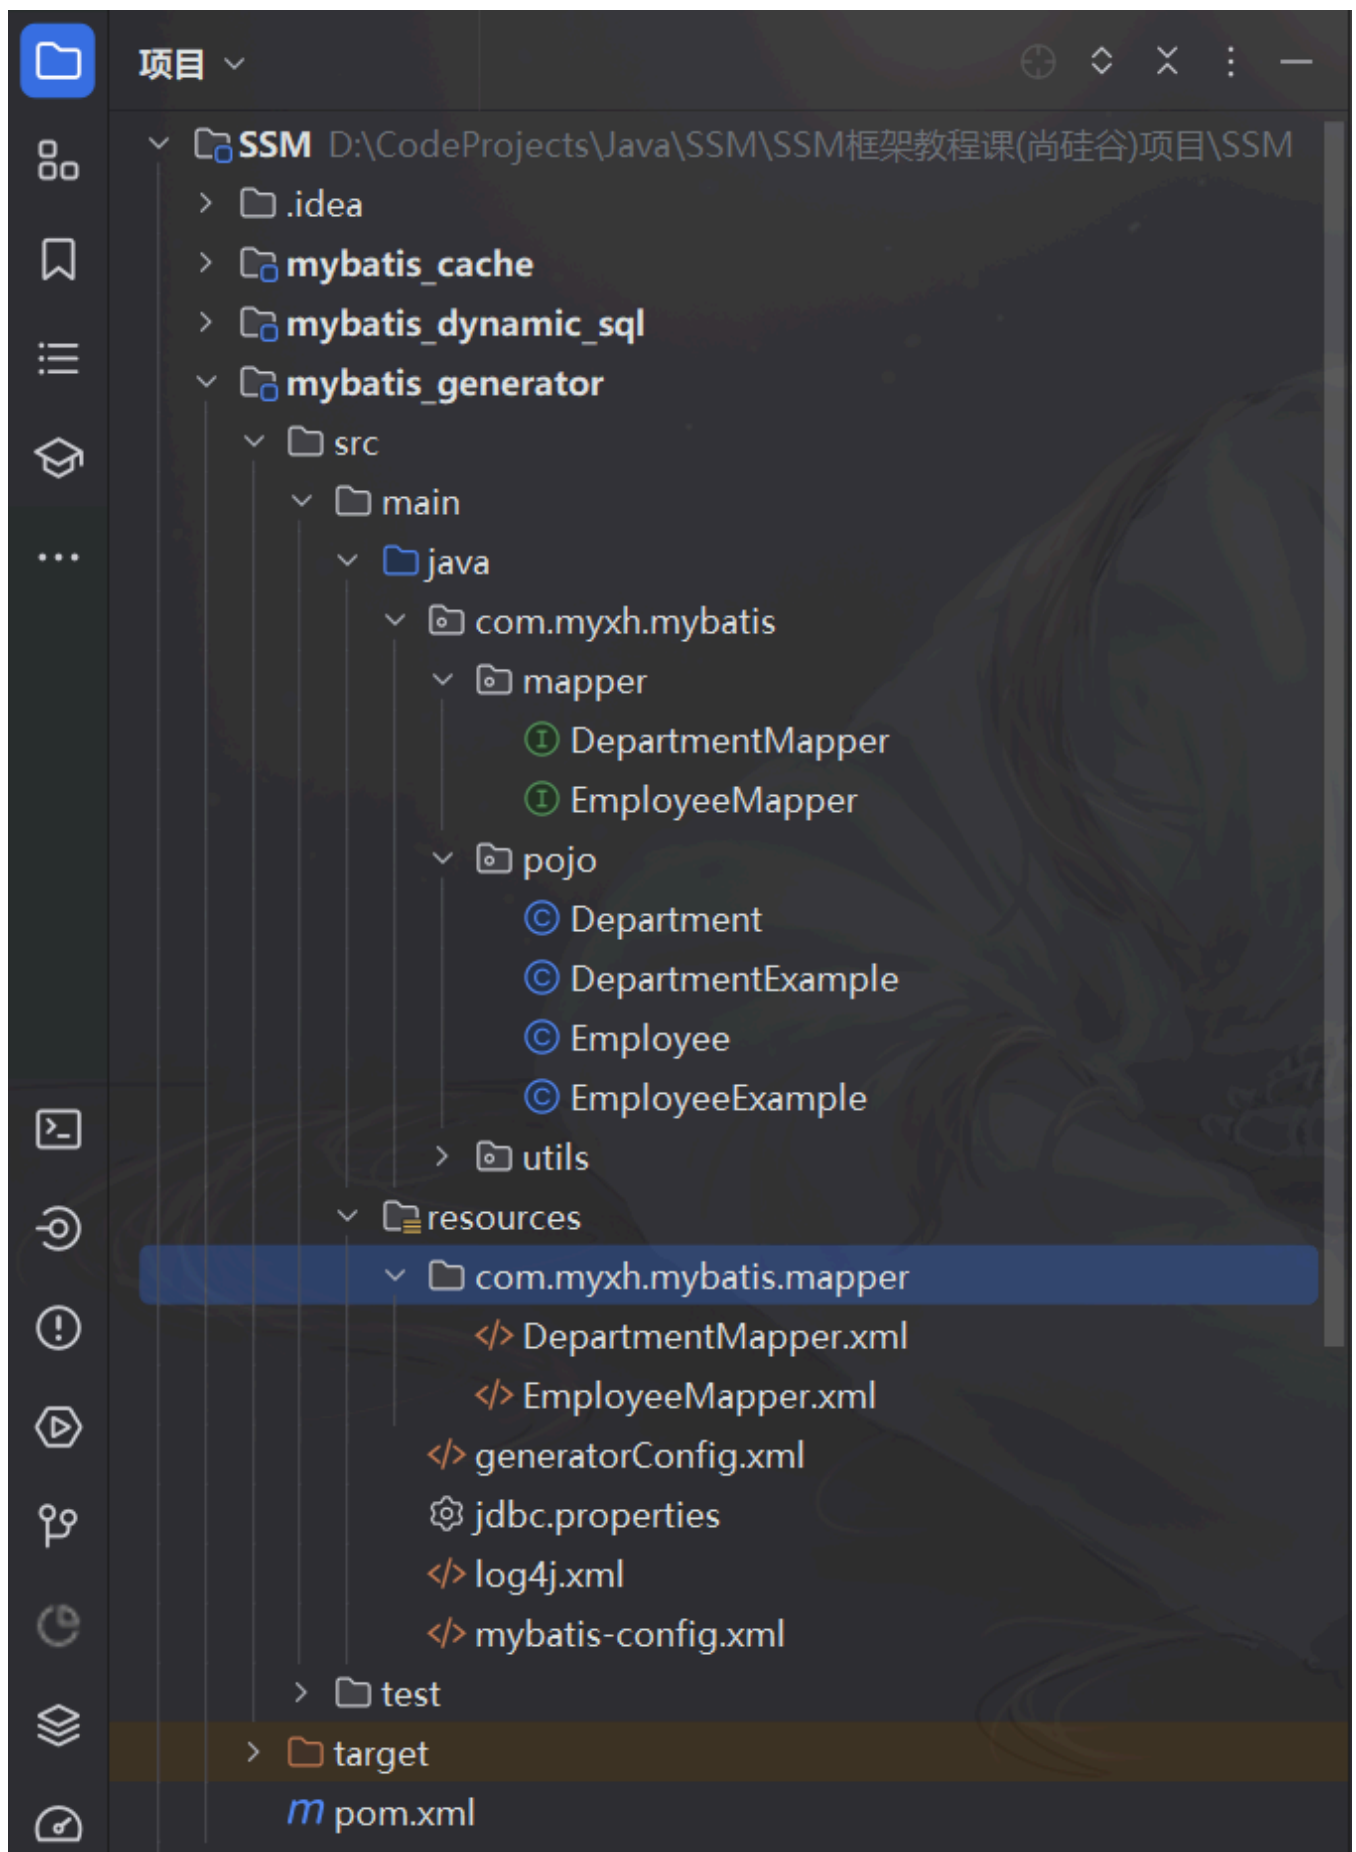 项目
SSM D:\CodeProjects\Java\SSM\SSM框架教程课(尚硅谷)项目\SSM
.idea
mybatis_cache
mybatis_dynamic_sql
mybatis_generator
src
main
java
com.myxh.mybatis
mapper
DepartmentMapper
EmployeeMapper
pojo
Department
DepartmentExample
Employee
EmployeeExample
utils
resources
com.myxh.mybatis.mapper
DepartmentMapper.xml
EmployeeMapper.xml
generatorConfig.xml
jdbc.properties
log4j.xml
mybatis-config.xml
test
target
pom.xml